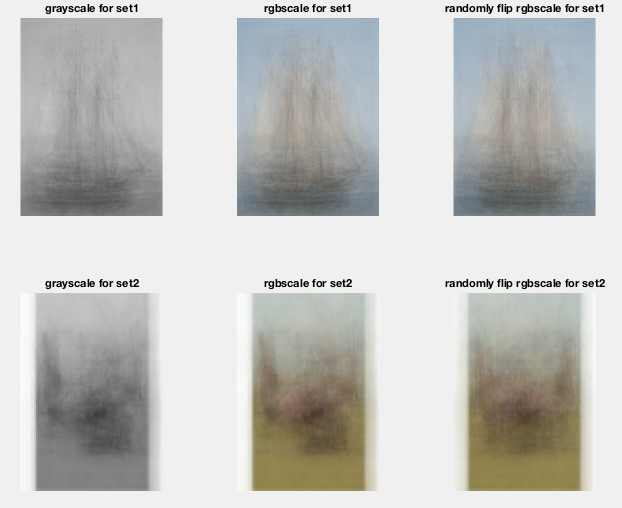 grayscale for set1
rgbscale for set1
randomly flip rgbscale for set1
grayscale for set2
rgbscale for set2
randomly flip rgbscale for set2